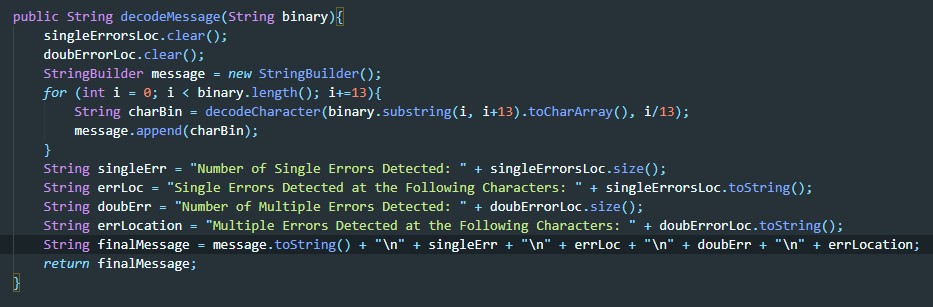 public String decodeMessage(String binary){
    singleErrorsLoc.clear();
    doubErrorLoc.clear();
    StringBuilder message = new StringBuilder();
    for (int i = 0; i < binary.length(); i+=13){
        String charBin = decodeCharacter(binary.substring(i, i+13).toCharArray(), i/13);
        message.append(charBin);
    }
    String singleErr = "Number of Single Errors Detected: " + singleErrorsLoc.size();
    String errLoc = "Single Errors Detected at the Following Characters: " + singleErrorsLoc.toString();
    String doubErr = "Number of Multiple Errors Detected: " + doubErrorLoc.size();
    String errLocation = "Multiple Errors Detected at the Following Characters: " + doubErrorLoc.toString();
    String finalMessage = message.toString() + "\n" + singleErr + "\n" + errLoc + "\n" + doubErr + "\n" + errLocation;
    return finalMessage;
}